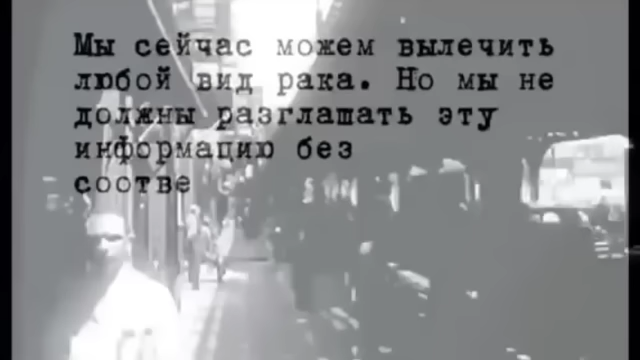 Мы сейчас можем вылечить
любой вид рака. Но мы не
должны разглашать эту
информацию без
соотве